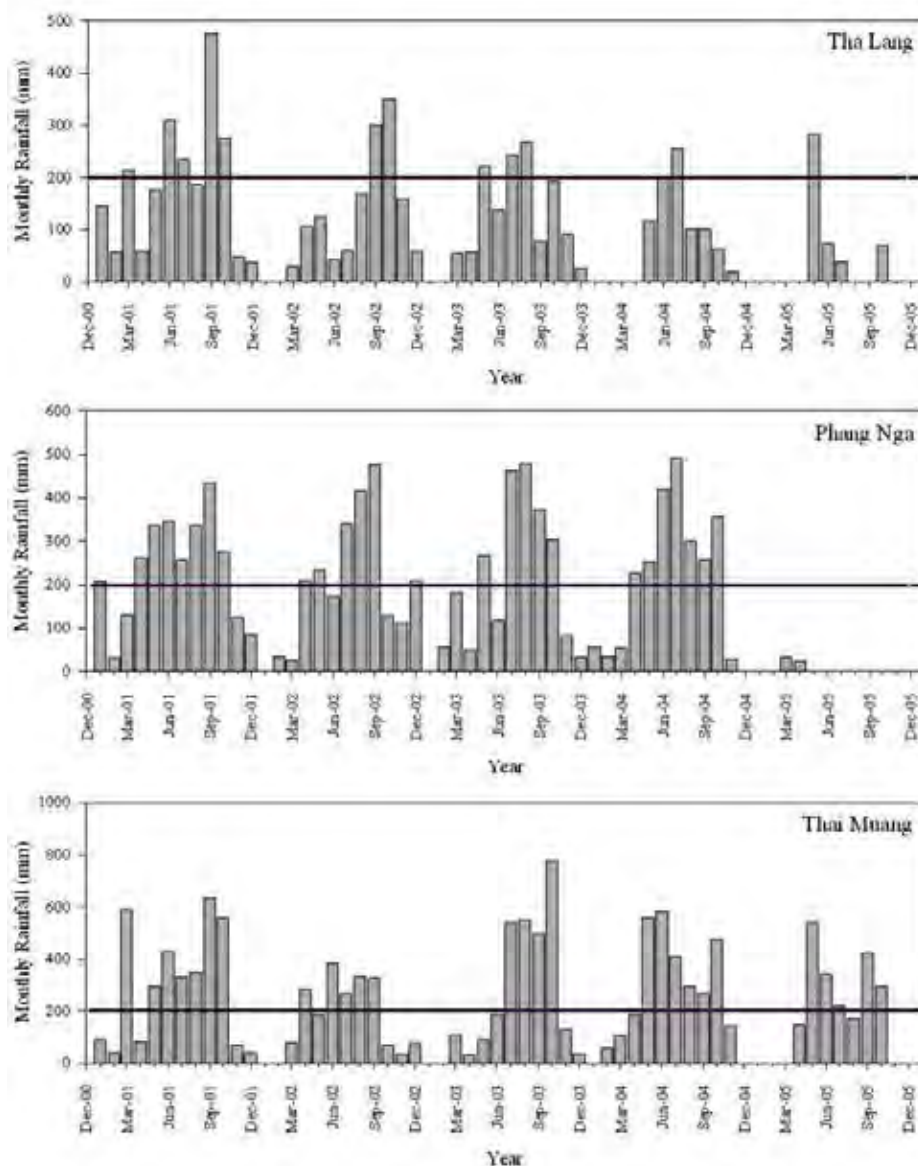 Tha Lang
Monthly Rainfall (mm)
500
400
300
200
100
0
Dec-00 Mar-01 Jun-01 Sep-01 Dec-01 Mar-02 Jun-02 Sep-02 Dec-02 Mar-03 Jun-03 Sep-03 Dec-03 Mar-04 Jun-04 Sep-04 Dec-04 Mar-05 Jun-05 Sep-05 Dec-05
Year
Phang Nga
Monthly Rainfall (mm)
600
500
400
300
200
100
0
Dec-00 Mar-01 Jun-01 Sep-01 Dec-01 Mar-02 Jun-02 Sep-02 Dec-02 Mar-03 Jun-03 Sep-03 Dec-03 Mar-04 Jun-04 Sep-04 Dec-04 Mar-05 Jun-05 Sep-05 Dec-05
Year
Thai Muang
Monthly Rainfall (mm)
1000
800
600
400
200
0
Dec-00 Mar-01 Jun-01 Sep-01 Dec-01 Mar-02 Jun-02 Sep-02 Dec-02 Mar-03 Jun-03 Sep-03 Dec-03 Mar-04 Jun-04 Sep-04 Dec-04 Mar-05 Jun-05 Sep-05 Dec-05
Year